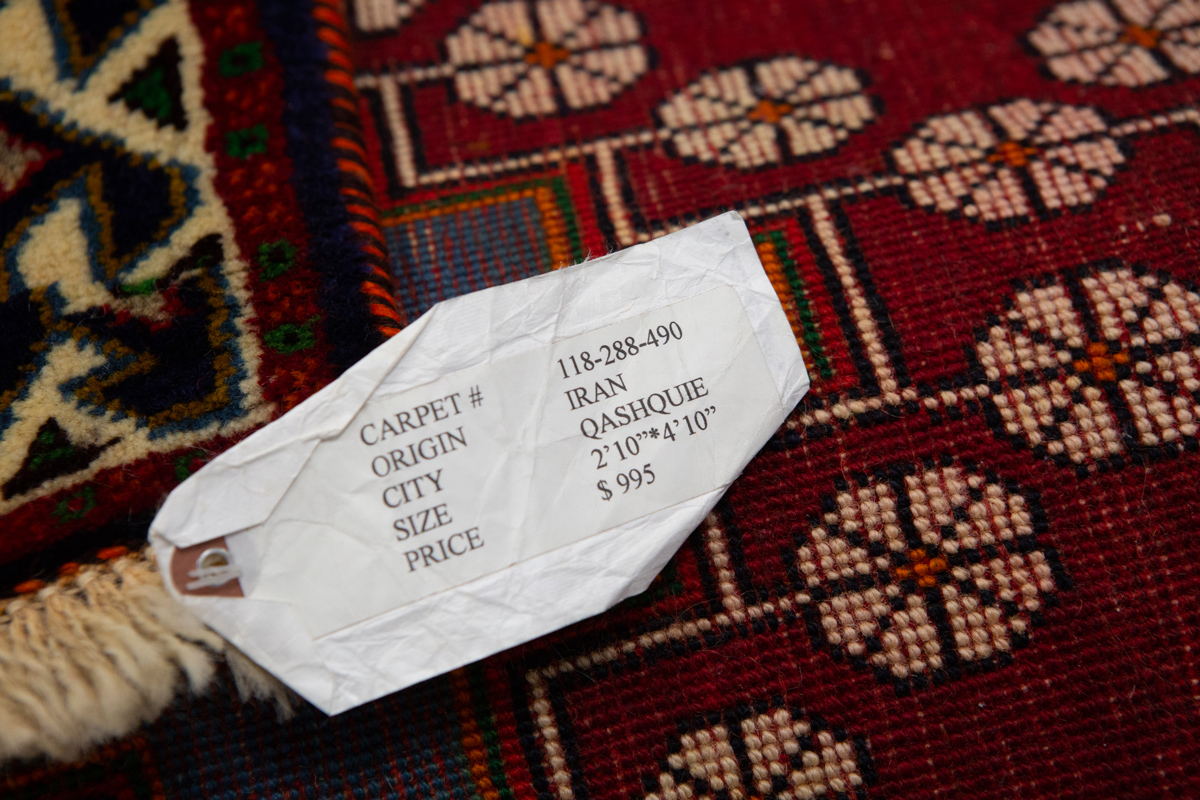 CARPET # 118-288-490
ORIGIN IRAN
CITY QASHQUIE
SIZE 2’10”*4’10”
PRICE $ 995